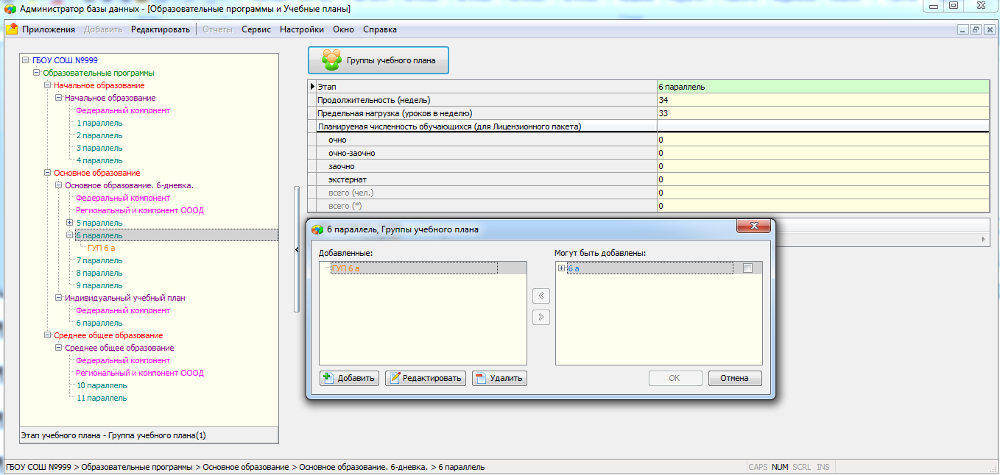 Администратор базы данных - [Образовательные программы и Учебные планы]
Приложения Добавить Редактировать Отчеты Сервис Настройки Окно Справка
ГБОУ СОШ №999
Образовательные программы
Начальное образование
Начальное образование
Федеральный компонент
1 параллель
2 параллель
3 параллель
4 параллель
Основное образование
Основное образование. 6-дневка.
Федеральный компонент
Региональный и компонент ОООД
5 параллель
6 параллель
ГУП 6 а
7 параллель
8 параллель
9 параллель
Индивидуальный учебный план
Федеральный компонент
6 параллель
Среднее общее образование
Среднее общее образование
Федеральный компонент
Региональный и компонент ОООД
10 параллель
11 параллель
Этап учебного плана - Группа учебного плана(1)
Группы учебного плана
Этап 6 параллель
Продолжительность (недель) 34
Предельная нагрузка (уроков в неделю) 33
Планируемая численность обучающихся (для Лицензионного пакета)
очно 0
очно-заочно 0
заочно 0
экстернат 0
всего (чел.) 0
всего (*) 0
6 параллель, Группы учебного плана
Добавленные: Могут быть добавлены:
ГУП 6 а 6 а
Добавить Редактировать Удалить OK Отмена
ГБОУ СОШ №999 > Образовательные программы > Основное образование > Основное образование. 6-дневка. > 6 параллель CAPS NUM SCRL INS